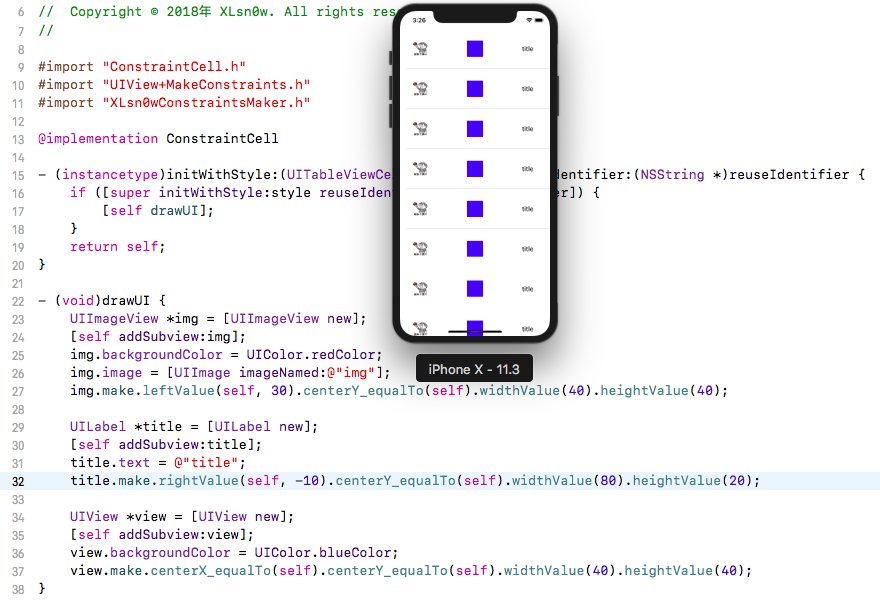 6 // Copyright © 2018年 XLsn0w. All rights res
7 //
8
9 #import "ConstraintCell.h"
10 #import "UIView+MakeConstraints.h"
11 #import "XLsn0wConstraintsMaker.h"
12
13 @implementation ConstraintCell
14
15 - (instancetype)initWithStyle:(UITableViewCe dentifier:(NSString *)reuseIdentifier {
16 if ([super initWithStyle:style reuseIden er]) {
17 [self drawUI];
18 }
19 return self;
20 }
21
22 - (void)drawUI {
23 UIImageView *img = [UIImageView new];
24 [self addSubview:img];
25 img.backgroundColor = UIColor.redColor;
26 img.image = [UIImage imageNamed:@"img"];
27 img.make.leftValue(self, 30).centerY_equalTo(self).widthValue(40).heightValue(40);
28
29 UILabel *title = [UILabel new];
30 [self addSubview:title];
31 title.text = @"title";
32 title.make.rightValue(self, -10).centerY_equalTo(self).widthValue(80).heightValue(20);
33
34 UIView *view = [UIView new];
35 [self addSubview:view];
36 view.backgroundColor = UIColor.blueColor;
37 view.make.centerX_equalTo(self).centerY_equalTo(self).widthValue(40).heightValue(40);
38 }
3:26
title
title
title
title
title
title
title
title
iPhone X - 11.3